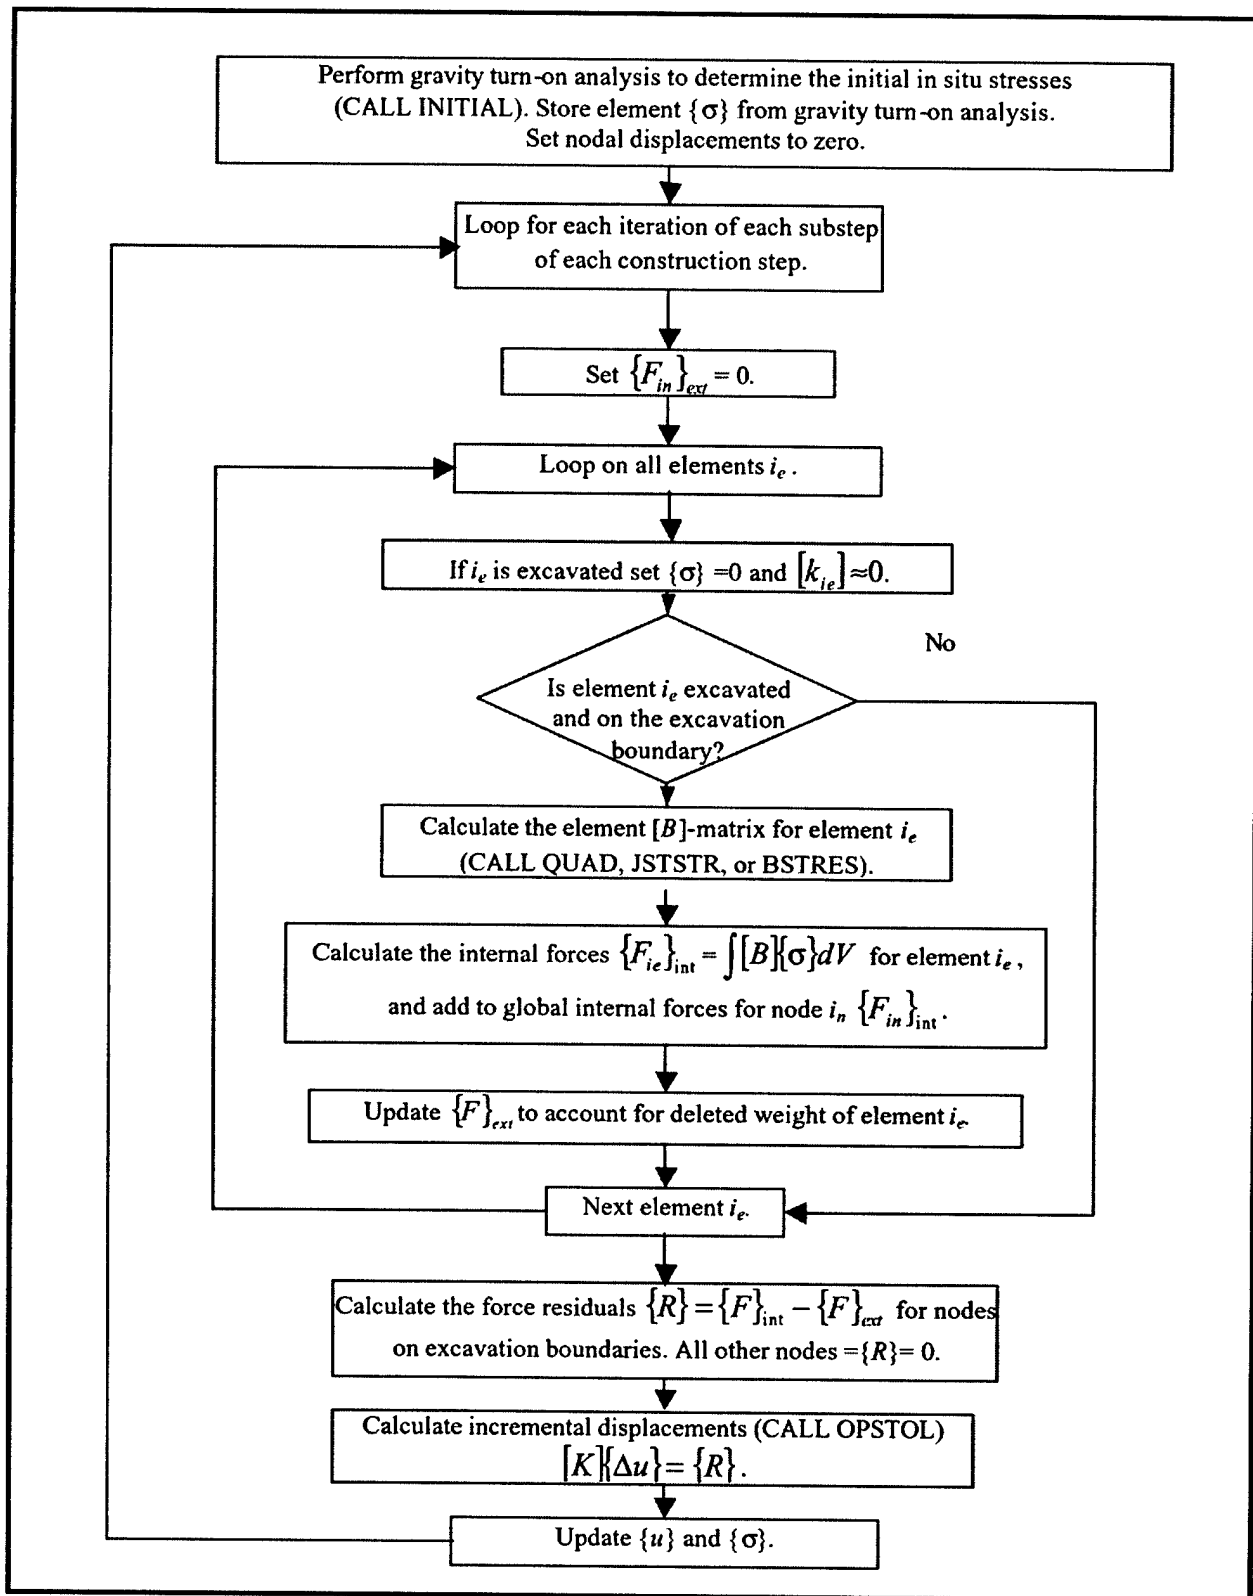 Perform gravity turn-on analysis to determine the initial in situ stresses
(CALL INITIAL). Store element {σ} from gravity turn-on analysis.
Set nodal displacements to zero.
Loop for each iteration of each substep
of each construction step.
Set {F_in}_ext = 0.
Loop on all elements i_e .
If i_e is excavated set {σ} =0 and [k_ie] ≈0.
No
Is element i_e excavated
and on the excavation
boundary?
Calculate the element [B]-matrix for element i_e
(CALL QUAD, JSTSTR, or BSTRES).
Calculate the internal forces {F_ie}_int = ∫[B]{σ}dV for element i_e ,
and add to global internal forces for node i_n {F_in}_int .
Update {F}_ext to account for deleted weight of element i_e.
Next element i_e.
Calculate the force residuals {R} = {F}_int − {F}_ext for nodes
on excavation boundaries. All other nodes ={R}= 0.
Calculate incremental displacements (CALL OPSTOL)
[K]{Δu} = {R} .
Update {u} and {σ}.